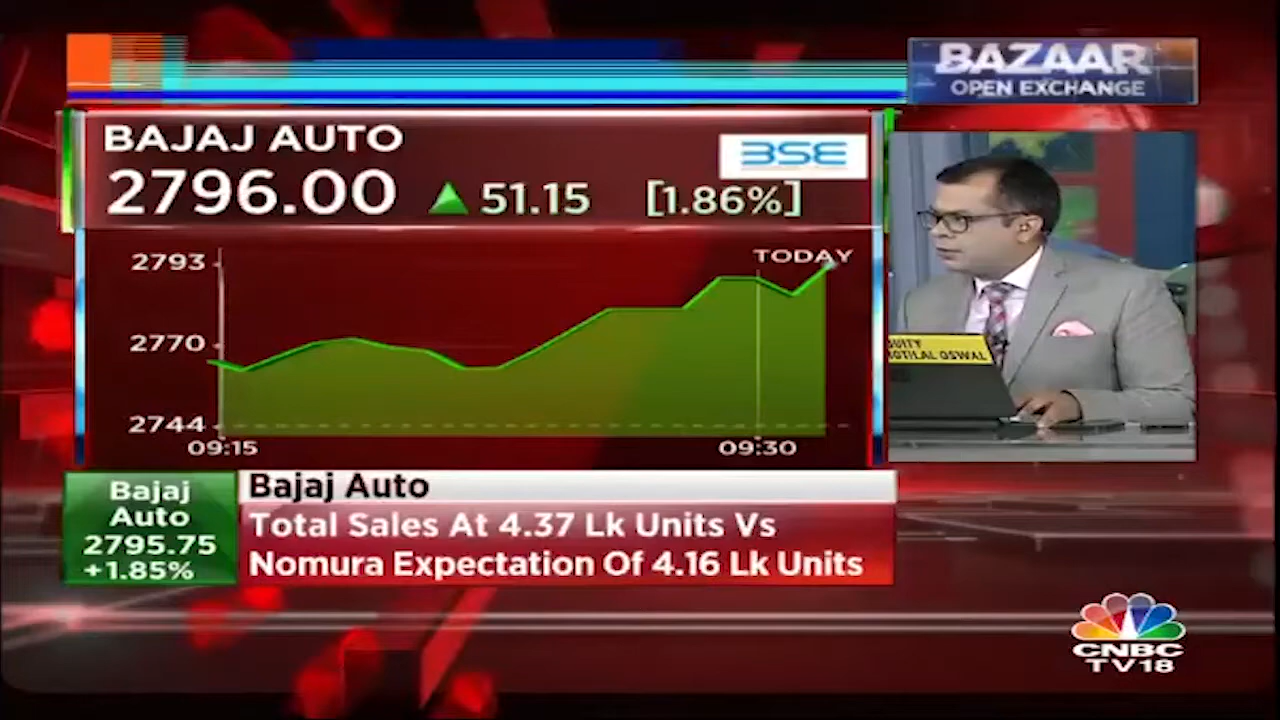 BAZAAR
OPEN EXCHANGE
BAJAJ AUTO
BSE
2796.00 ▲ 51.15 [1.86%]
TODAY
2793
2770
2744
09:15 09:30
UITY
OTILAL OSWAL
Bajaj
Auto
2795.75
+1.85%
Bajaj Auto
Total Sales At 4.37 Lk Units Vs
Nomura Expectation Of 4.16 Lk Units
CNBC
TV18